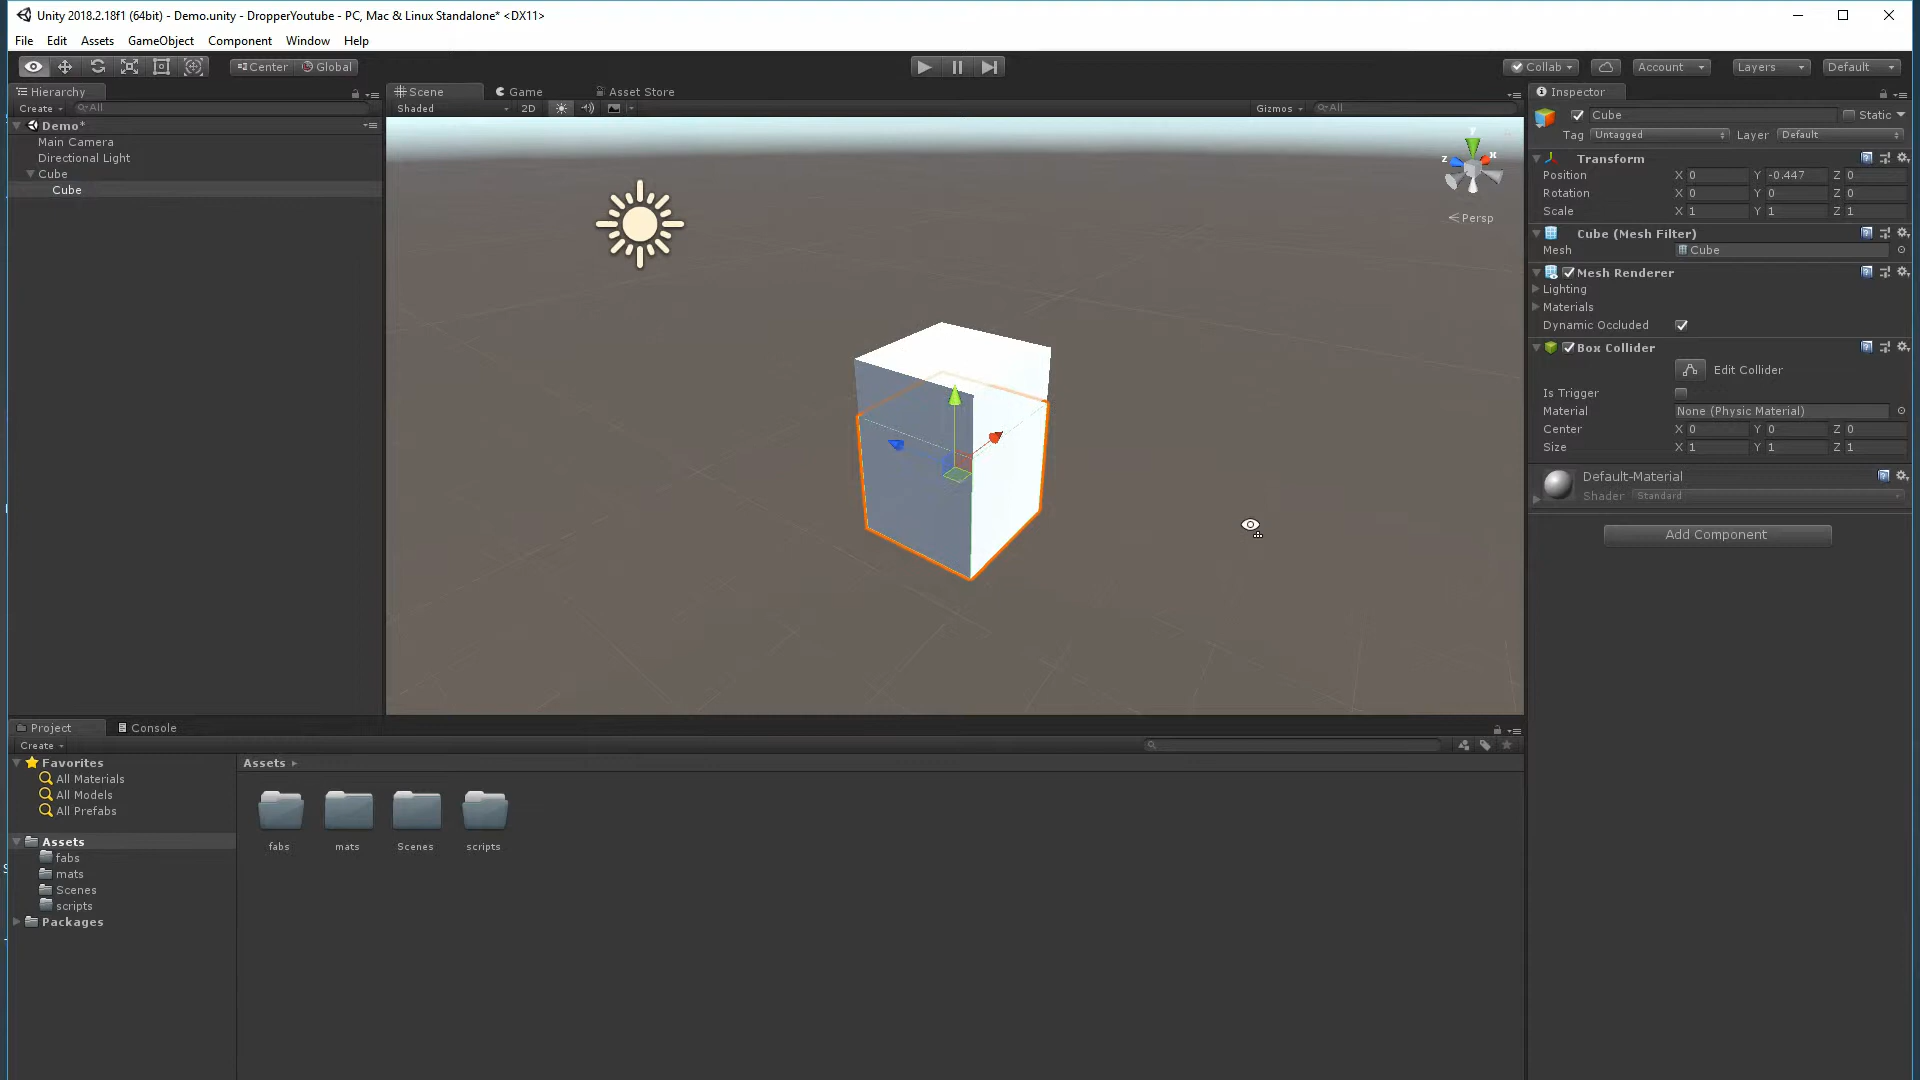 Unity 2018.2.18f1 (64bit) - Demo.unity - DropperYoutube - PC, Mac & Linux Standalone* <DX11>
File Edit Assets GameObject Component Window Help
Center Global Collab Account Layers Default
Hierarchy
Create All
Demo*
Main Camera
Directional Light
Cube
Cube
Scene Game Asset Store
Shaded 2D Gizmos All
y
z x
Persp
Inspector
Cube Static
Tag Untagged Layer Default
Transform
Position X 0 Y -0.447 Z 0
Rotation X 0 Y 0 Z 0
Scale X 1 Y 1 Z 1
Cube (Mesh Filter)
Mesh Cube
Mesh Renderer
Lighting
Materials
Dynamic Occluded
Box Collider
Edit Collider
Is Trigger
Material None (Physic Material)
Center X 0 Y 0 Z 0
Size X 1 Y 1 Z 1
Default-Material
Shader Standard
Add Component
Project Console
Create
Favorites
All Materials
All Models
All Prefabs
Assets
fabs
mats
Scenes
scripts
Packages
Assets
fabs mats Scenes scripts